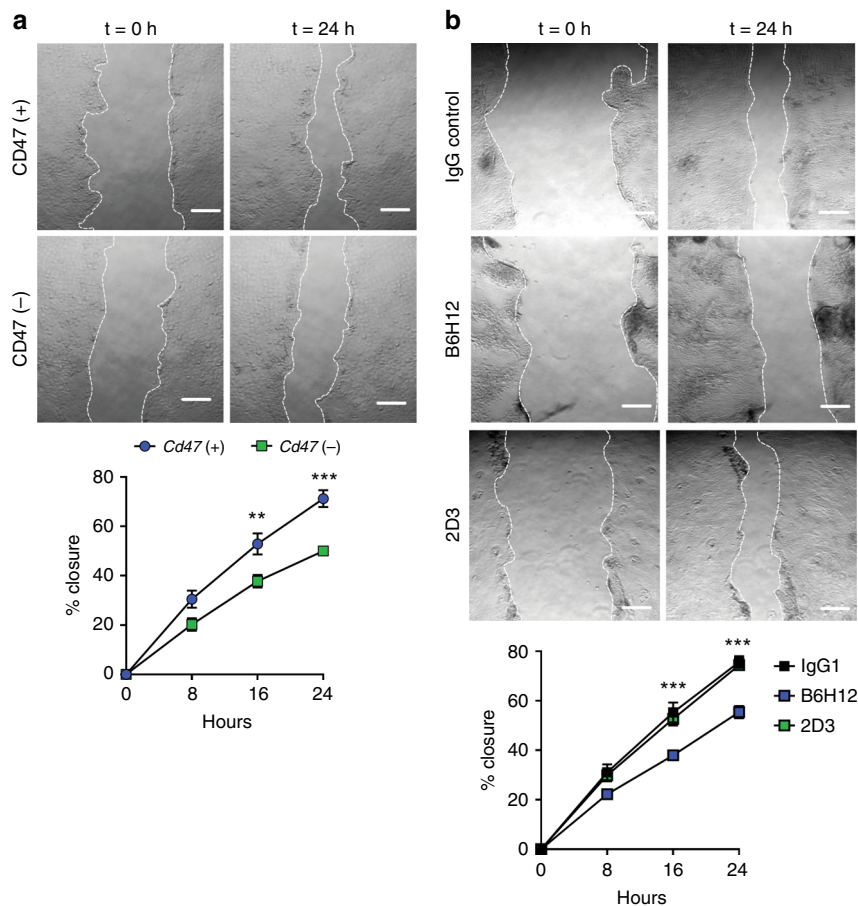 a
t = 0 h
t = 24 h
CD47 (+)
CD47 (–)
Cd47 (+)
Cd47 (–)
80
60
40
20
0
% closure
**
***
0
8
16
24
Hours
b
t = 0 h
t = 24 h
IgG control
B6H12
2D3
80
60
40
20
0
% closure
***
***
IgG1
B6H12
2D3
0
8
16
24
Hours